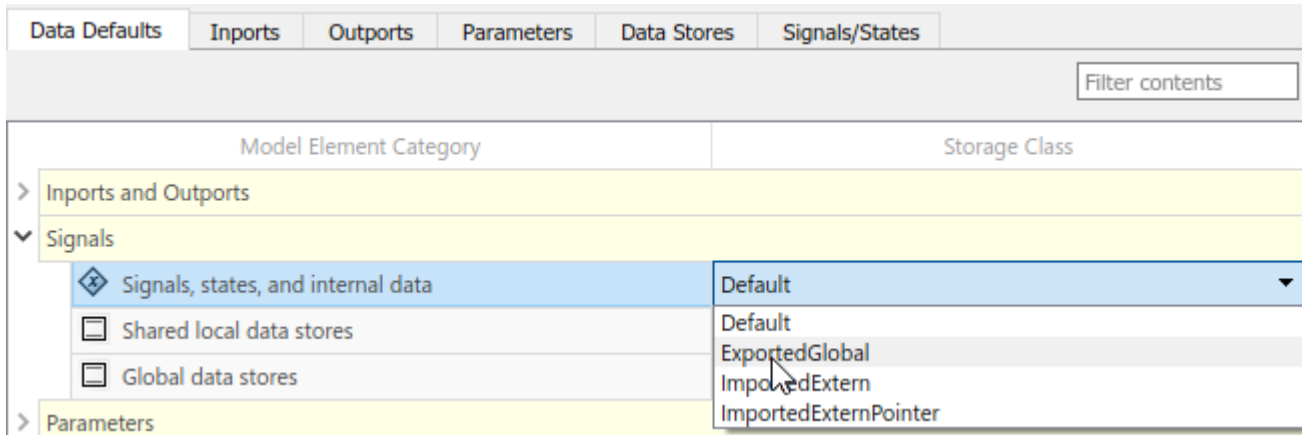 Data Defaults Inports Outports Parameters Data Stores Signals/States
Filter contents
Model Element Category Storage Class
Inports and Outports
Signals
Signals, states, and internal data Default
Shared local data stores Default
Global data stores ExportedGlobal
ImportedExtern
Parameters ImportedExternPointer